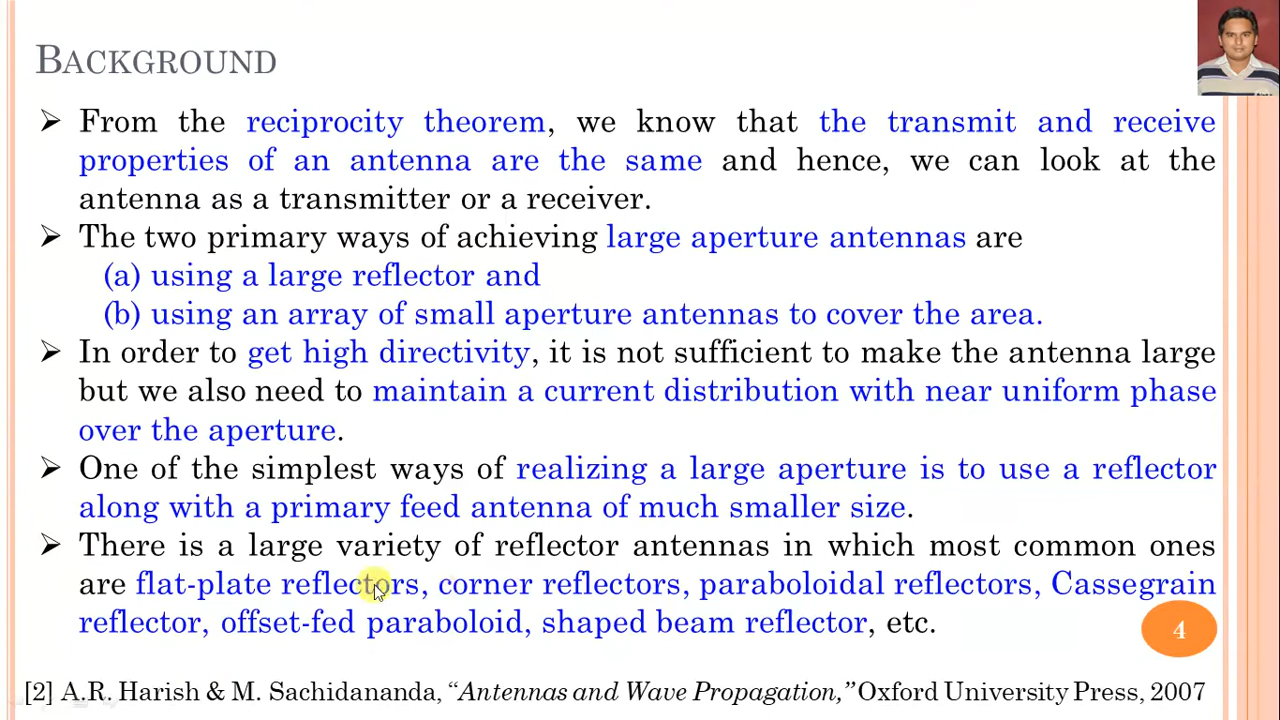 BACKGROUND
➢ From the reciprocity theorem, we know that the transmit and receive
properties of an antenna are the same and hence, we can look at the
antenna as a transmitter or a receiver.
➢ The two primary ways of achieving large aperture antennas are
(a) using a large reflector and
(b) using an array of small aperture antennas to cover the area.
➢ In order to get high directivity, it is not sufficient to make the antenna large
but we also need to maintain a current distribution with near uniform phase
over the aperture.
➢ One of the simplest ways of realizing a large aperture is to use a reflector
along with a primary feed antenna of much smaller size.
➢ There is a large variety of reflector antennas in which most common ones
are flat-plate reflectors, corner reflectors, paraboloidal reflectors, Cassegrain
reflector, offset-fed paraboloid, shaped beam reflector, etc.
4
[2] A.R. Harish & M. Sachidananda, “Antennas and Wave Propagation,” Oxford University Press, 2007